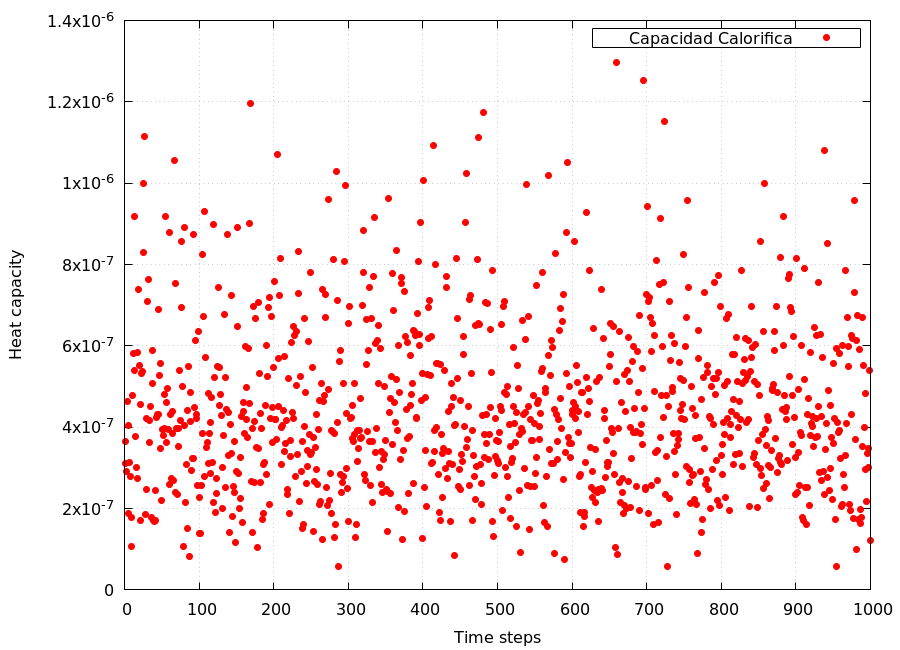 1.4x10-6
Capacidad Calorifica
1.2x10-6
1x10-6
8x10-7
6x10-7
4x10-7
2x10-7
0
Heat capacity
0 100 200 300 400 500 600 700 800 900 1000
Time steps